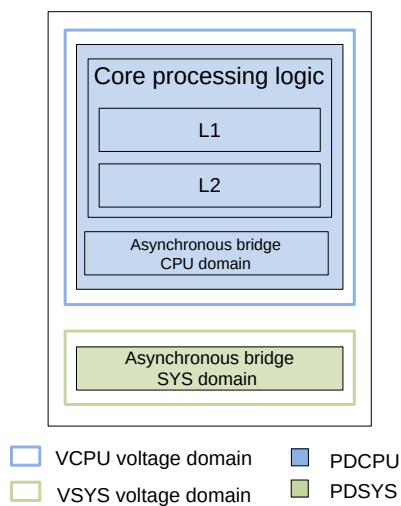 Core processing logic
L1
L2
Asynchronous bridge
CPU domain
Asynchronous bridge
SYS domain
VCPU voltage domain
PDCPU
VSYS voltage domain
PDSYS